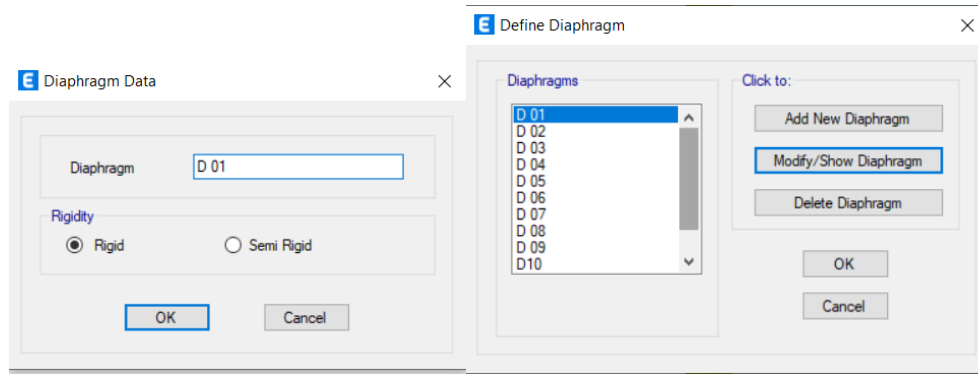 E Diaphragm Data
Diaphragm
D 01
Rigidity
Rigid
Semi Rigid
OK
Cancel
E Define Diaphragm
Diaphragms
D 01
D 02
D 03
D 04
D 05
D 06
D 07
D 08
D 09
D10
Click to:
Add New Diaphragm
Modify/Show Diaphragm
Delete Diaphragm
OK
Cancel